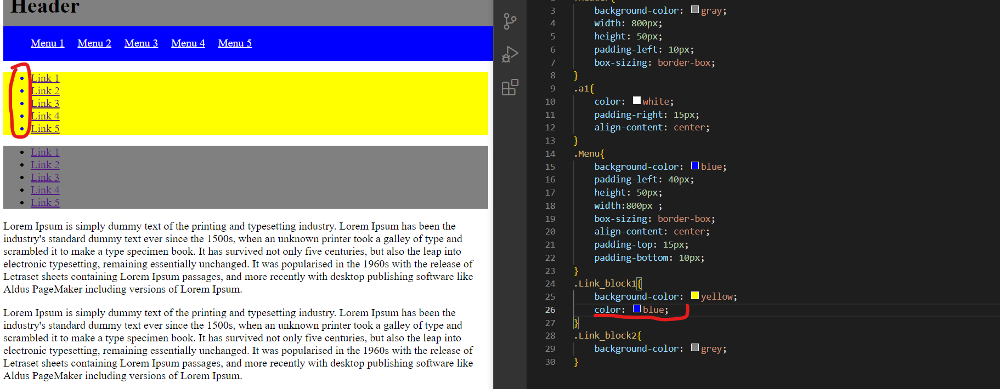 Header
Menu 1 Menu 2 Menu 3 Menu 4 Menu 5
Link 1
Link 2
Link 3
Link 4
Link 5
Link 1
Link 2
Link 3
Link 4
Link 5
Lorem Ipsum is simply dummy text of the printing and typesetting industry. Lorem Ipsum has been the
industry's standard dummy text ever since the 1500s, when an unknown printer took a galley of type and
scrambled it to make a type specimen book. It has survived not only five centuries, but also the leap into
electronic typesetting, remaining essentially unchanged. It was popularised in the 1960s with the release of
Letraset sheets containing Lorem Ipsum passages, and more recently with desktop publishing software like
Aldus PageMaker including versions of Lorem Ipsum.
Lorem Ipsum is simply dummy text of the printing and typesetting industry. Lorem Ipsum has been the
industry's standard dummy text ever since the 1500s, when an unknown printer took a galley of type and
scrambled it to make a type specimen book. It has survived not only five centuries, but also the leap into
electronic typesetting, remaining essentially unchanged. It was popularised in the 1960s with the release of
Letraset sheets containing Lorem Ipsum passages, and more recently with desktop publishing software like
Aldus PageMaker including versions of Lorem Ipsum.
3 background-color: gray;
4 width: 800px;
5 height: 50px;
6 padding-left: 10px;
7 box-sizing: border-box;
8 }
9 .a1{
10 color: white;
11 padding-right: 15px;
12 align-content: center;
13 }
14 .Menu{
15 background-color: blue;
16 padding-left: 40px;
17 height: 50px;
18 width:800px ;
19 box-sizing: border-box;
20 align-content: center;
21 padding-top: 15px;
22 padding-bottom: 10px;
23 }
24 .Link_block1{
25 background-color: yellow;
26 color: blue;
27 }
28 .Link_block2{
29 background-color: grey;
30 }